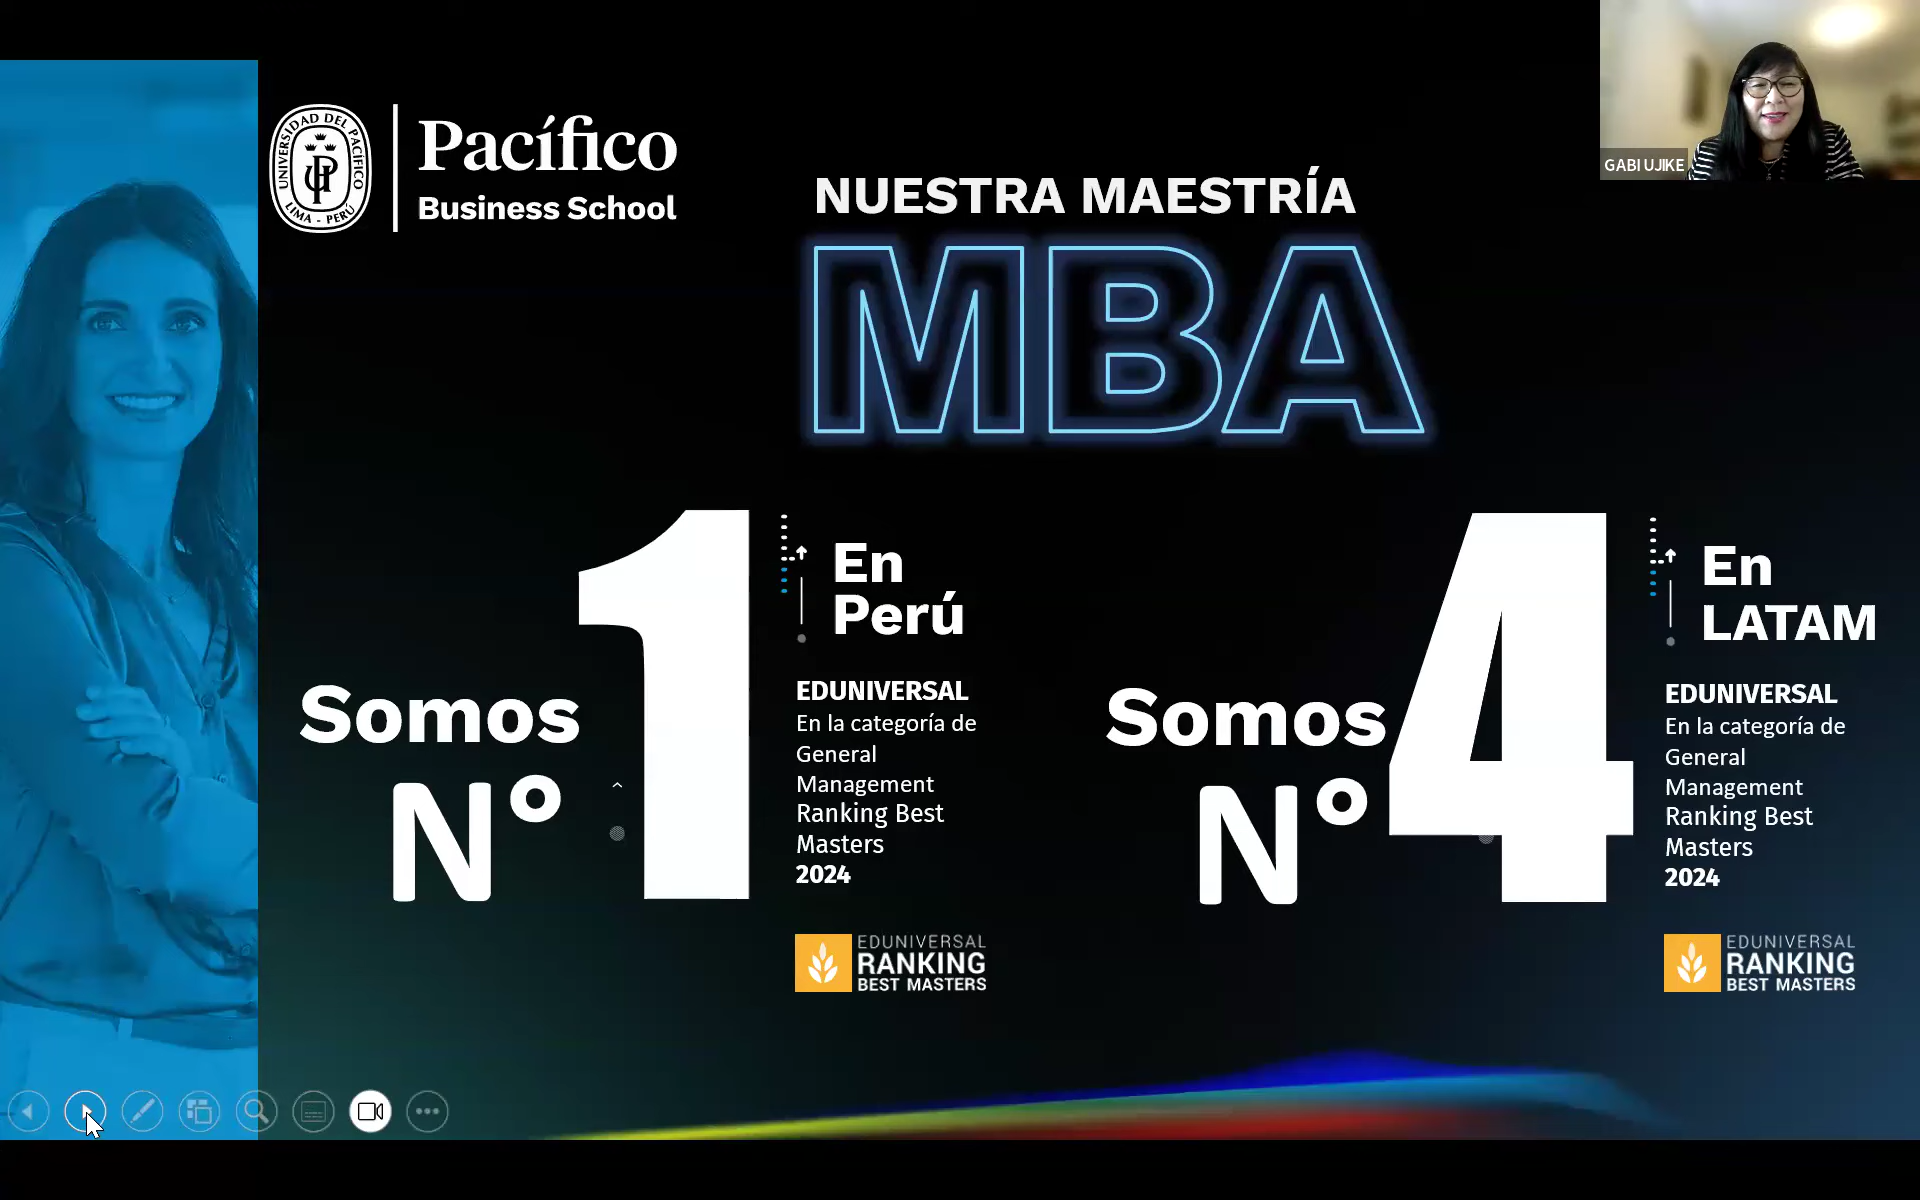 UNIVERSIDAD DEL PACIFICO
LIMA - PERÚ
Pacífico
Business School
GABI UJIKE
NUESTRA MAESTRÍA
MBA
Somos
N° 1
En
Perú
EDUNIVERSAL
En la categoría de
General
Management
Ranking Best
Masters
2024
EDUNIVERSAL
RANKING
BEST MASTERS
Somos
N° 4
En
LATAM
EDUNIVERSAL
En la categoría de
General
Management
Ranking Best
Masters
2024
EDUNIVERSAL
RANKING
BEST MASTERS